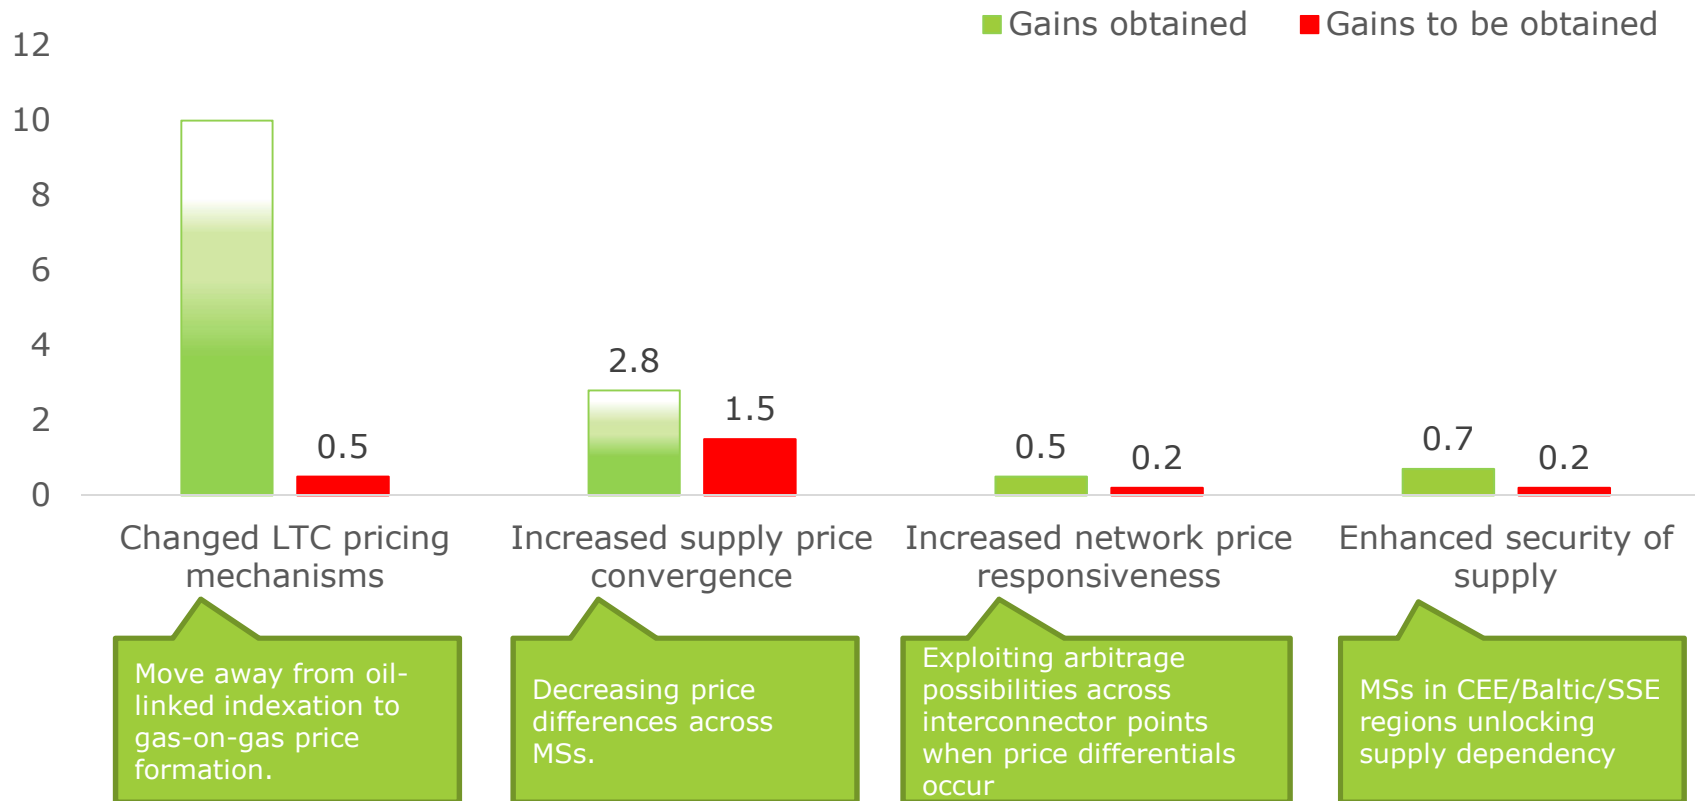 Gains obtained
Gains to be obtained
12
10
8
6
4
2
0
0.5
2.8
1.5
0.5
0.2
0.7
0.2
Changed LTC pricing
mechanisms
Increased supply price
convergence
Increased network price
responsiveness
Enhanced security of
supply
Move away from oil-
linked indexation to
gas-on-gas price
formation.
Decreasing price
differences across
MSs.
Exploiting arbitrage
possibilities across
interconnector points
when price differentials
occur
MSs in CEE/Baltic/SSE
regions unlocking
supply dependency